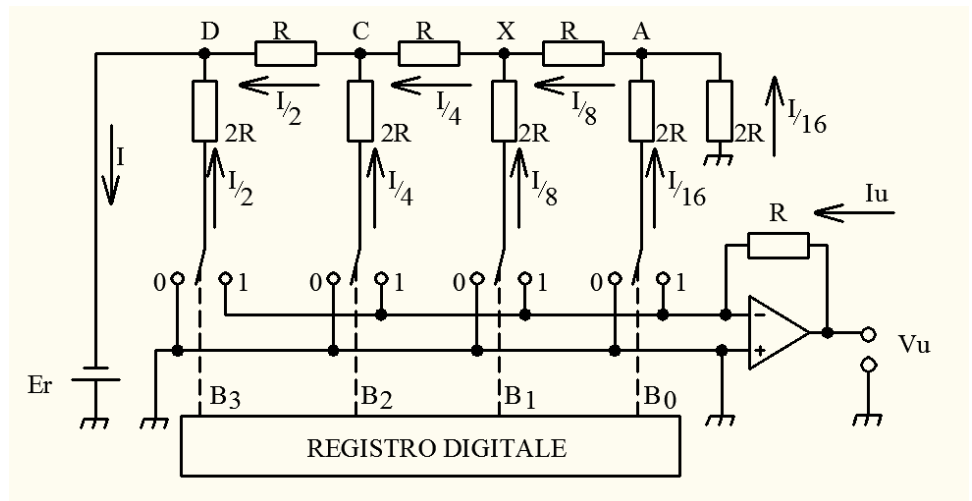 D R C R X R A
I/2 I/4 I/8
2R 2R 2R 2R 2R I/16
I I/2 I/4 I/8 I/16
R Iu
0 1 0 1 0 1 0 1
−
+
Er Vu
B3 B2 B1 B0
REGISTRO DIGITALE